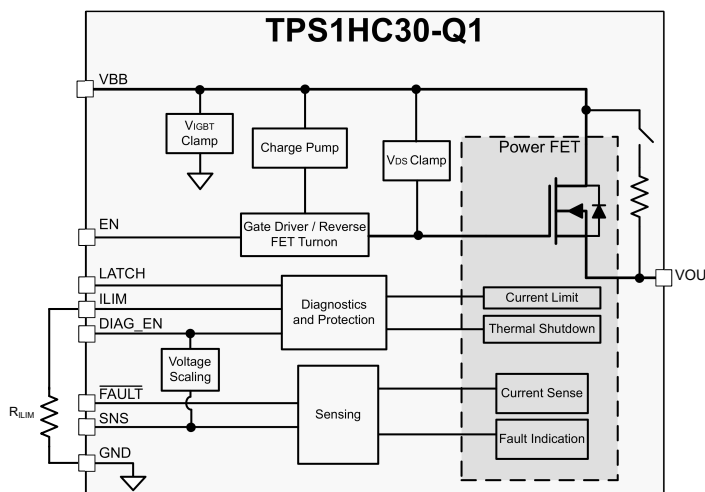 TPS1HC30-Q1
VBB
VIGBT
Clamp
Charge Pump
VDS Clamp
Power FET
EN
Gate Driver / Reverse
FET Turnon
VOU
LATCH
ILIM
DIAG_EN
Diagnostics
and Protection
Current Limit
Thermal Shutdown
Voltage
Scaling
RILIM
FAULT
SNS
GND
Sensing
Current Sense
Fault Indication